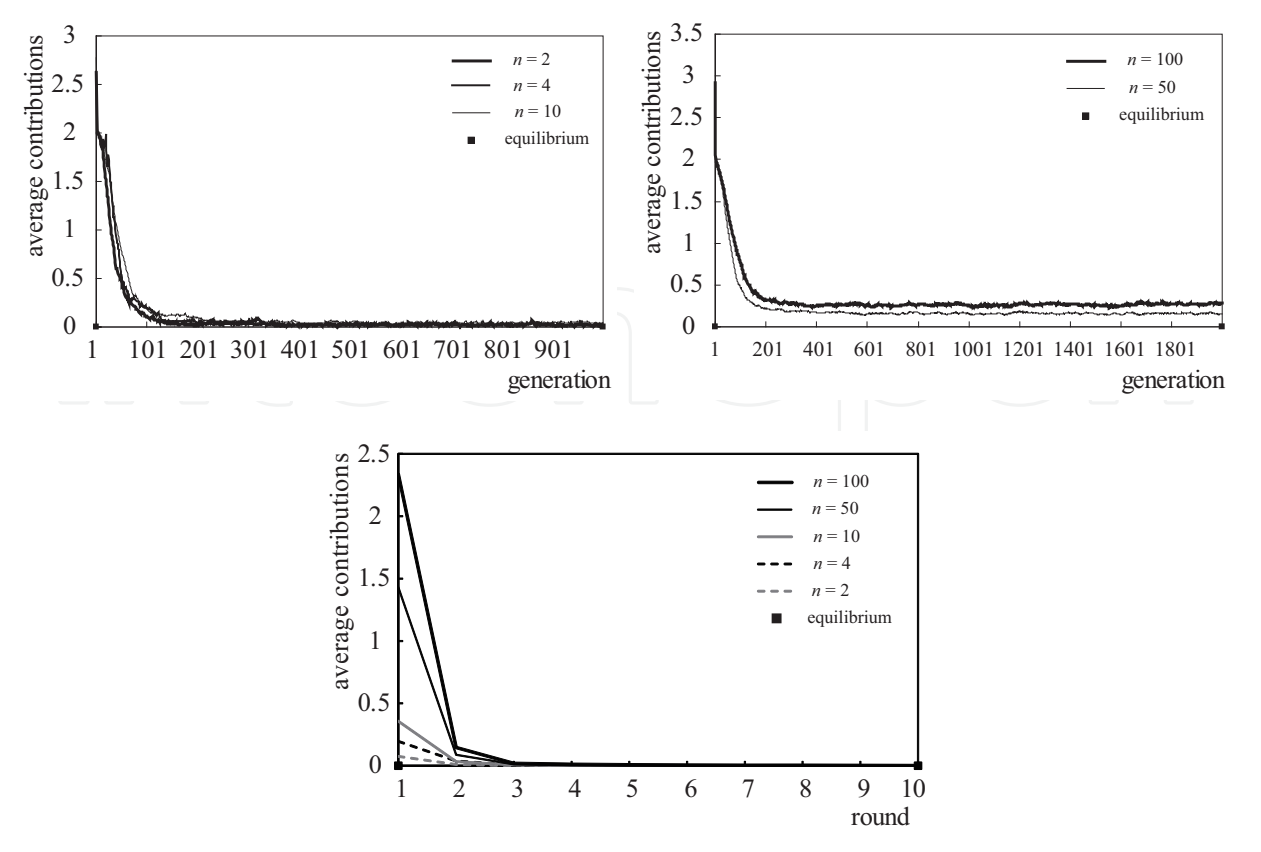 average contributions
3
2.5
2
1.5
1
0.5
0
n = 2
n = 4
n = 10
equilibrium
1 101 201 301 401 501 601 701 801 901
generation
average contributions
3.5
3
2.5
2
1.5
1
0.5
0
n = 100
n = 50
equilibrium
1 201 401 601 801 1001 1201 1401 1601 1801
generation
average contributions
2.5
2
1.5
1
0.5
0
n = 100
n = 50
n = 10
n = 4
n = 2
equilibrium
1 2 3 4 5 6 7 8 9 10
round